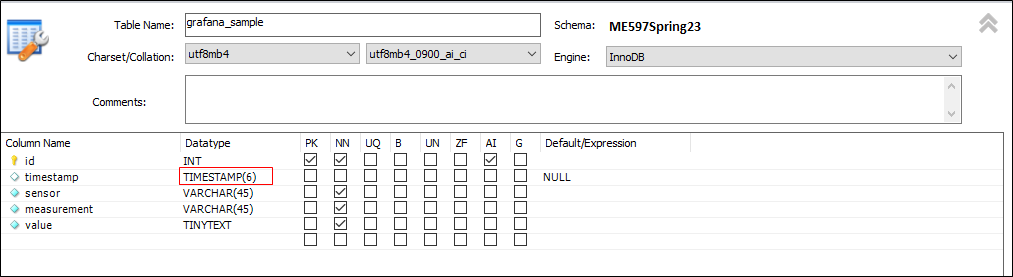 Table Name: grafana_sample Schema: ME597Spring23
Charset/Collation: utf8mb4 utf8mb4_0900_ai_ci Engine: InnoDB
Comments:
Column Name Datatype PK NN UQ B UN ZF AI G Default/Expression
id INT
timestamp TIMESTAMP(6) NULL
sensor VARCHAR(45)
measurement VARCHAR(45)
value TINYTEXT